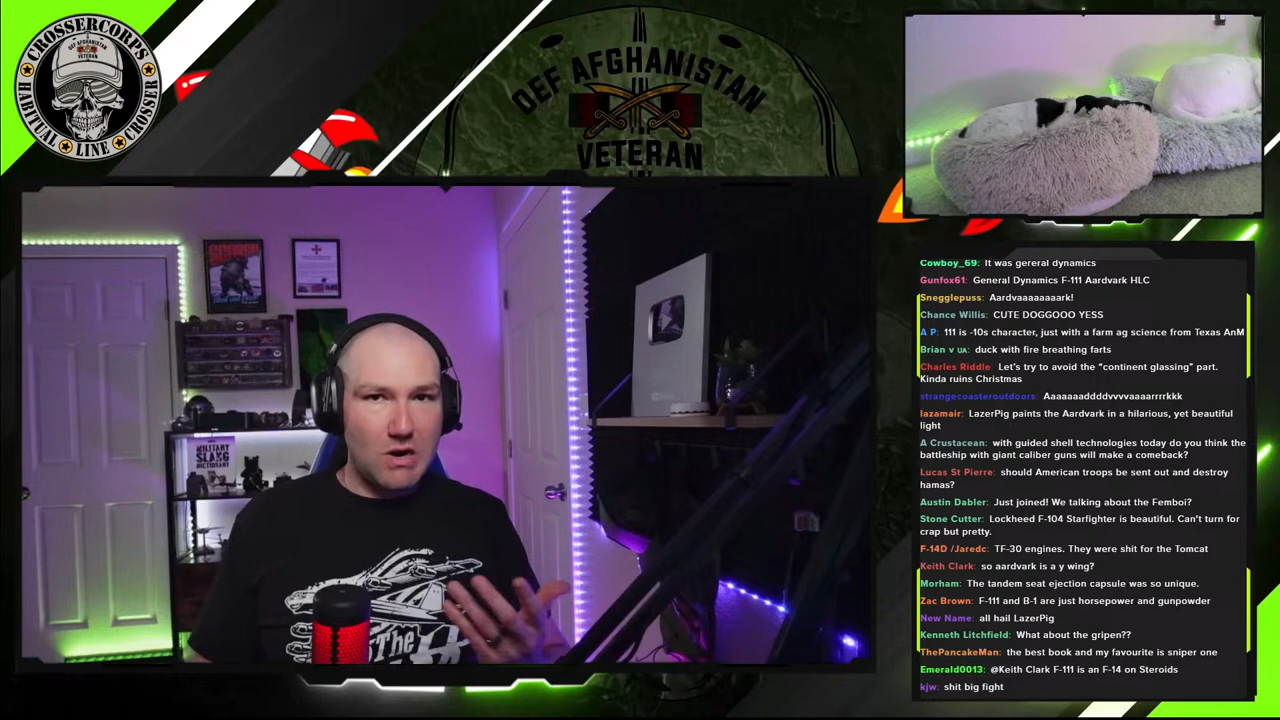 CROSSERCORPS
OEF AFGHANISTAN
VETERAN
HABITUAL LINE CROSSER
OEF AFGHANISTAN
VETERAN
MILITARY
SLANG
DICTIONARY
The
Cowboy_69: It was gereral dynamics
Gunfox61: General Dynamics F-111 Aardvark HLC
Snegglepuss: Aardvaaaaaaark!
Chance Willis: CUTE DOGGOOO YESS
A P: 111 is -10s character, just with a farm ag science from Texas AnM
Brian v UA: duck with fire breathing farts
Charles Riddle: Let's try to avoid the "continent glassing" part.
Kinda ruins Christmas
strangecoasteroutdoors: Aaaaaaaddddvvvvaaaarrrrkkk
lazamair: LazerPig paints the Aardvark in a hilarious, yet beautiful
light
A Crustacean: with guided shell technologies today do you think the
battleship with giant caliber guns will make a comeback?
Lucas St Pierre: should American troops be sent out and destroy
hamas?
Austin Dabler: Just joined! We talking about the Femboi?
Stone Cutter: Lockheed F-104 Starfighter is beautiful. Can't turn for
crap but pretty.
F-14D /Jaredc: TF-30 engines. They were shit for the Tomcat
Keith Clark: so aardvark is a y wing?
Morham: The tandem seat ejection capsule was so unique.
Zac Brown: F-111 and B-1 are just horsepower and gunpowder
New Name: all hail LazerPig
Kenneth Litchfield: What about the gripen??
ThePancakeMan: the best book and my favourite is sniper one
Emerald0013: @Keith Clark F-111 is an F-14 on Steroids
kjw: shit big fight